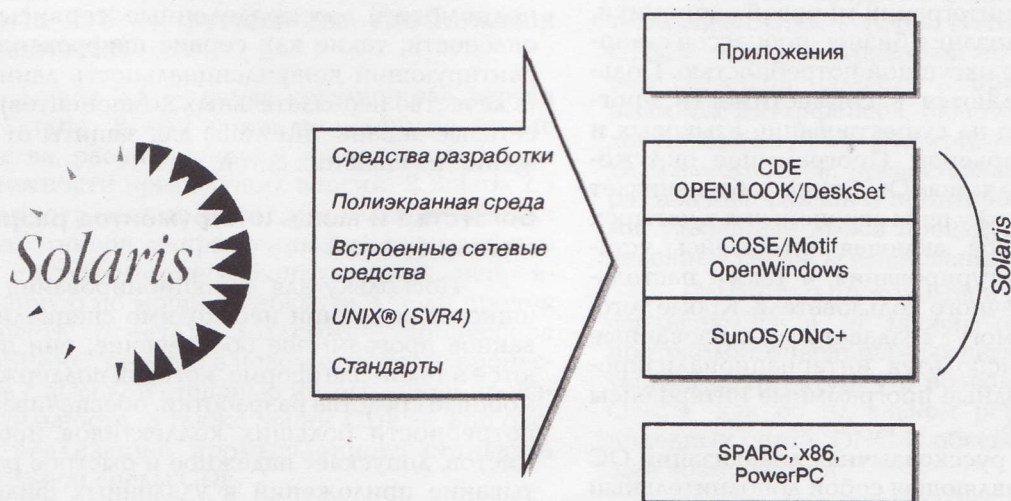 Solaris
Средства разработки
Полиэкранная среда
Встроенные сетевые
средства
UNIX® (SVR4)
Стандарты
Приложения
CDE
OPEN LOOK/DeskSet
COSE/Motif
OpenWindows
SunOS/ONC+
SPARC, x86,
Power C
Solaris